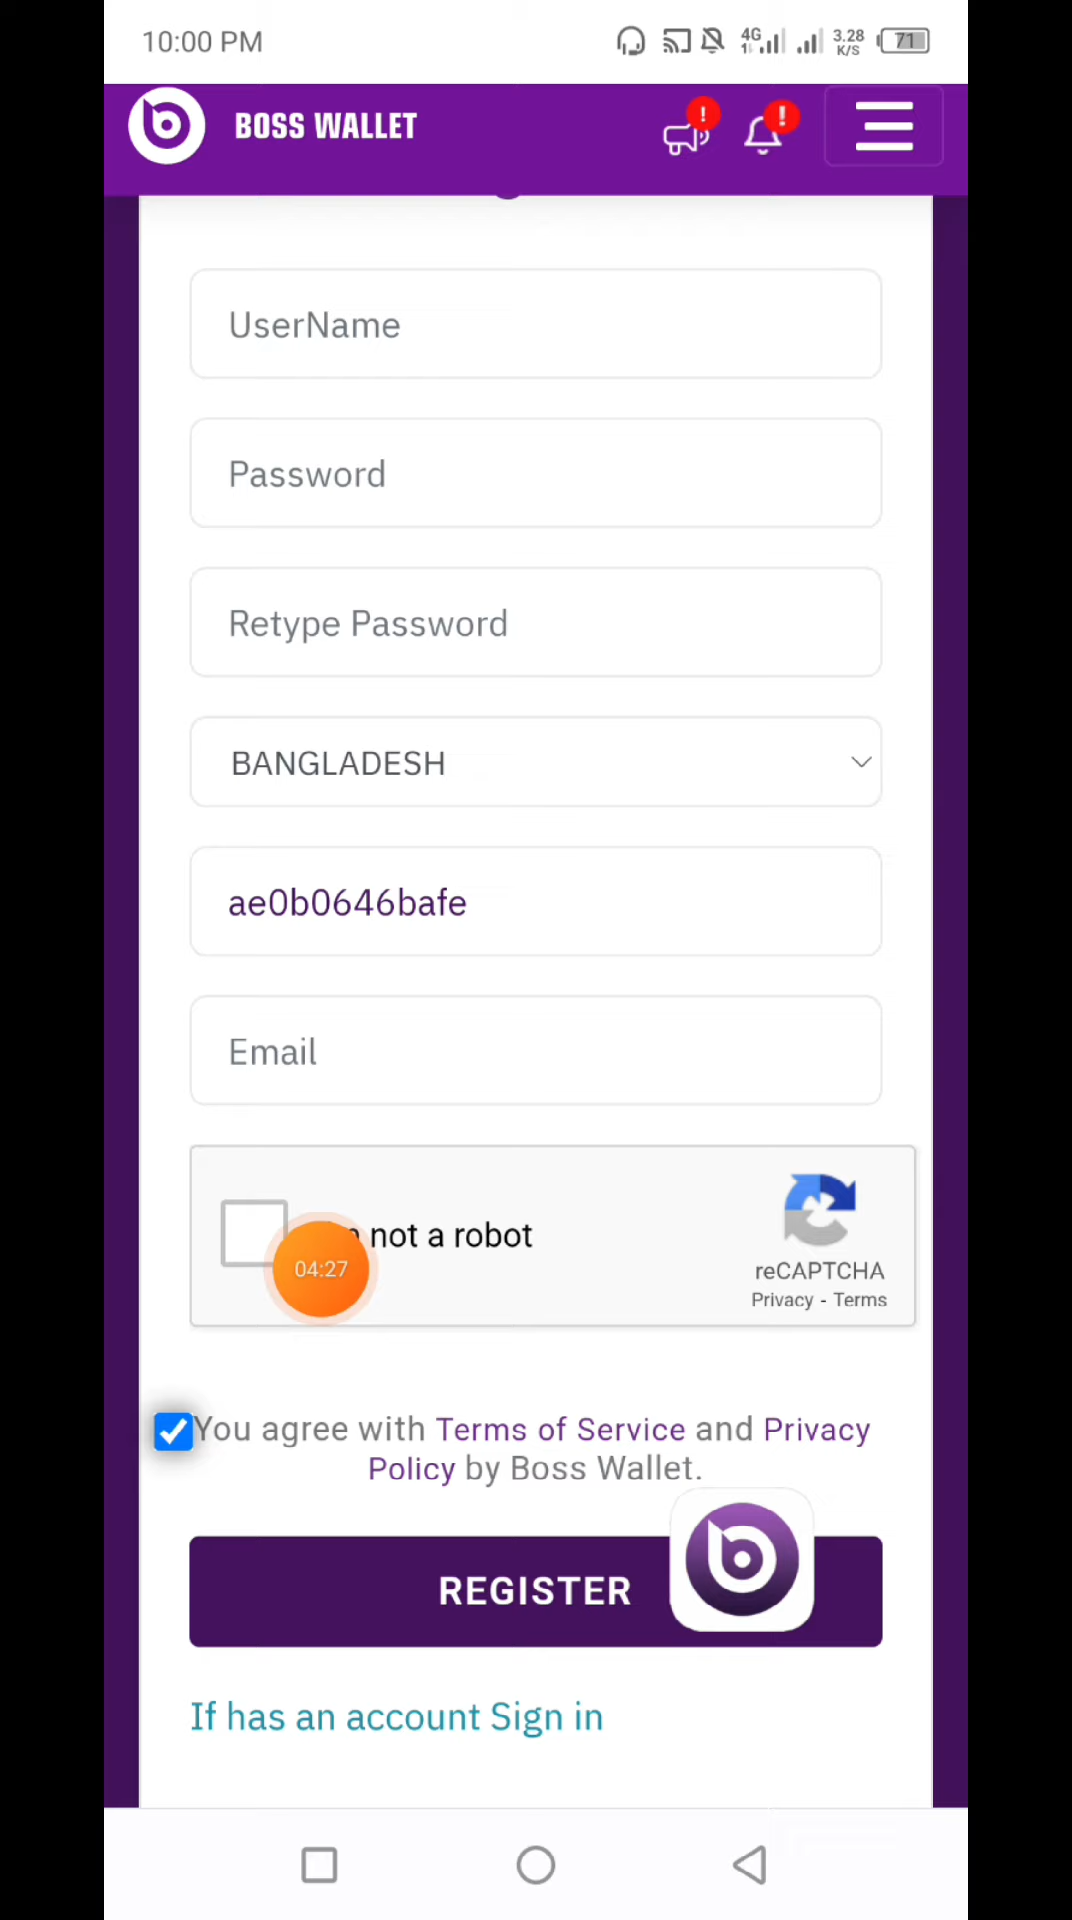 10:00 PM
4G
3.28
K/S
71
BOSS WALLET
UserName
Password
Retype Password
BANGLADESH
ae0b0646bafe
Email
not a robot
04:27
reCAPTCHA
Privacy - Terms
You agree with Terms of Service and Privacy
Policy by Boss Wallet.
REGISTER
If has an account Sign in